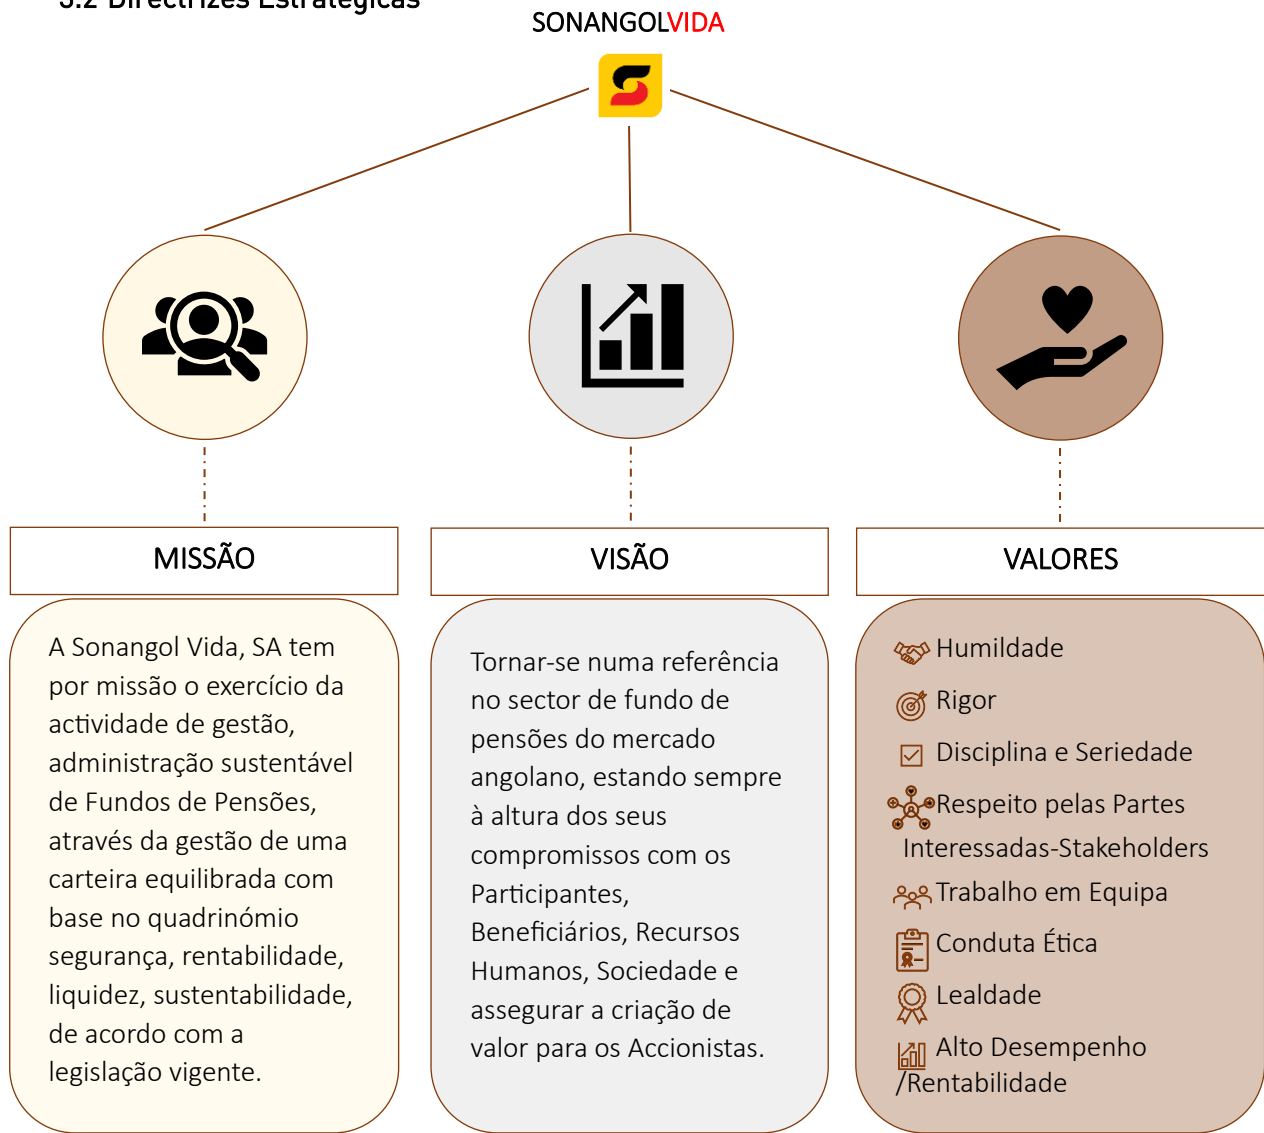 3.2 Directrizes Estratégicas
SONANGOLVIDA
MISSÃO
A Sonangol Vida, SA tem
por missão o exercício da
actividade de gestão,
administração sustentável
de Fundos de Pensões,
através da gestão de uma
carteira equilibrada com
base no quadrinómio
segurança, rentabilidade,
liquidez, sustentabilidade,
de acordo com a
legislação vigente.
VISÃO
Tornar-se numa referência
no sector de fundo de
pensões do mercado
angolano, estando sempre
à altura dos seus
compromissos com os
Participantes,
Beneficiários, Recursos
Humanos, Sociedade e
assegurar a criação de
valor para os Accionistas.
VALORES
Humildade
Rigor
Disciplina e Seriedade
Respeito pelas Partes
Interessadas-Stakeholders
Trabalho em Equipa
Conduta Ética
Lealdade
Alto Desempenho
/Rentabilidade